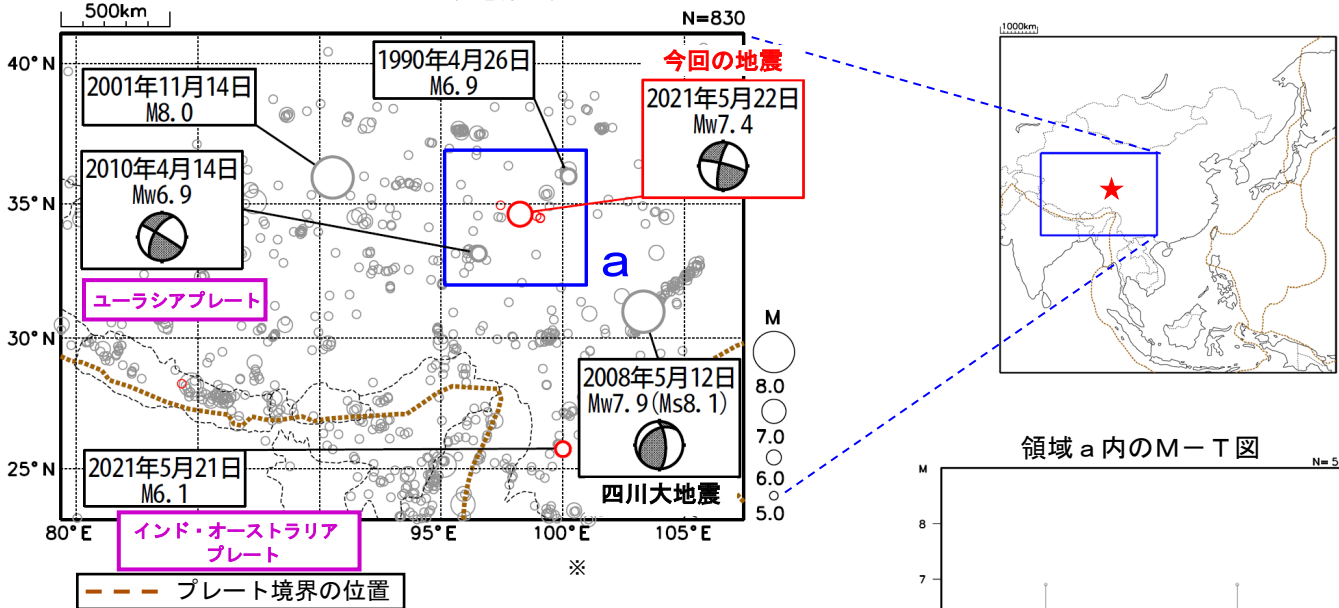 500km
N=830
1000km
40°N
35°N
30°N
25°N
80°E
95°E
100°E
105°E
2001年11月14日
M8.0
1990年4月26日
M6.9
今回の地震
2021年5月22日
Mw7.4
2010年4月14日
Mw6.9
a
ユーラシアプレート
2008年5月12日
Mw7.9(Ms8.1)
四川大地震
2021年5月21日
M6.1
インド・オーストラリア
プレート
プレート境界の位置
※
M
8.0
7.0
6.0
5.0
領域a内のM－T図
M
N=5
8
7